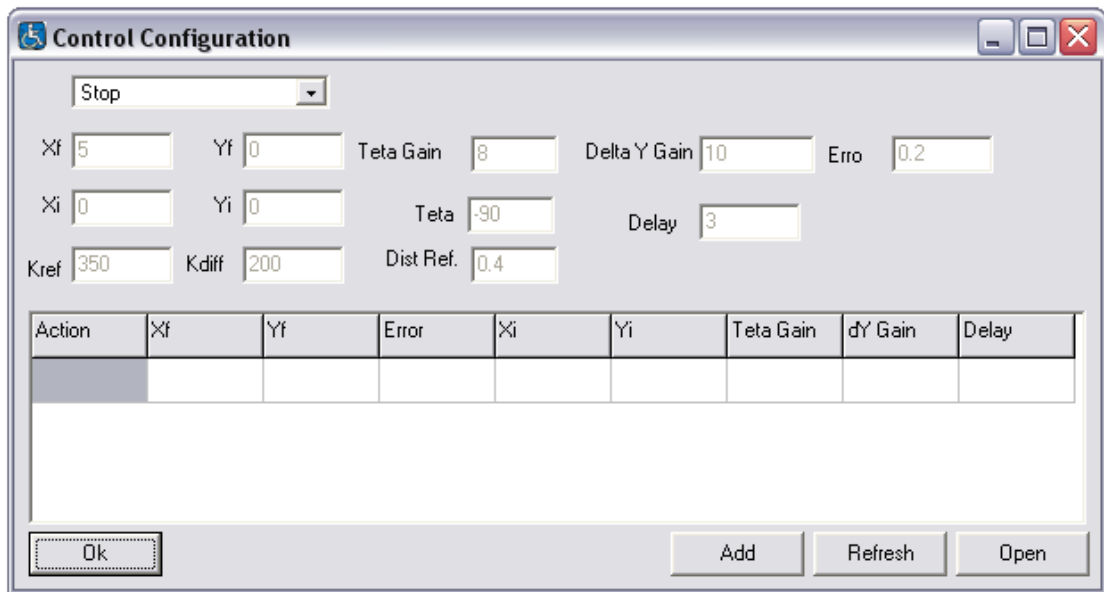 Control Configuration
Stop
Xf 5 Yf 0 Teta Gain 8 Delta Y Gain 10 Erro 0.2
Xi 0 Yi 0 Teta -90 Delay 3
Kref 350 Kdiff 200 Dist Ref. 0.4
Action Xf Yf Error Xi Yi Teta Gain dY Gain Delay
Ok Add Refresh Open